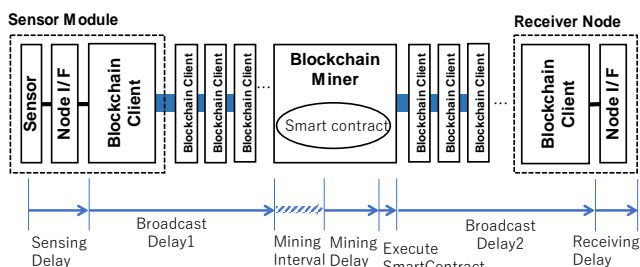 Sensor Module
Receiver Node
Sensor
Node I/F
Blockchain
Client
Blockchain Client
Blockchain Client
Blockchain Client
...
Blockchain
Miner
Smart contract
Blockchain Client
Blockchain Client
Blockchain Client
...
Blockchain
Client
Node I/F
Sensing
Delay
Broadcast
Delay1
Mining
Interval
Mining
Delay
Execute
SmartContract
Broadcast
Delay2
Receiving
Delay